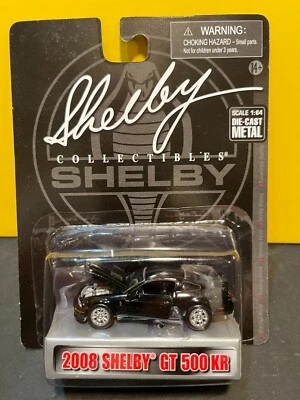 WARNING:
CHOKING HAZARD – Small parts
Not for children under 3 years.
14+
Shelby
COLLECTIBLES®
SCALE 1:64
DIE-CAST
METAL
SHELBY
2008 SHELBY® GT 500 KR